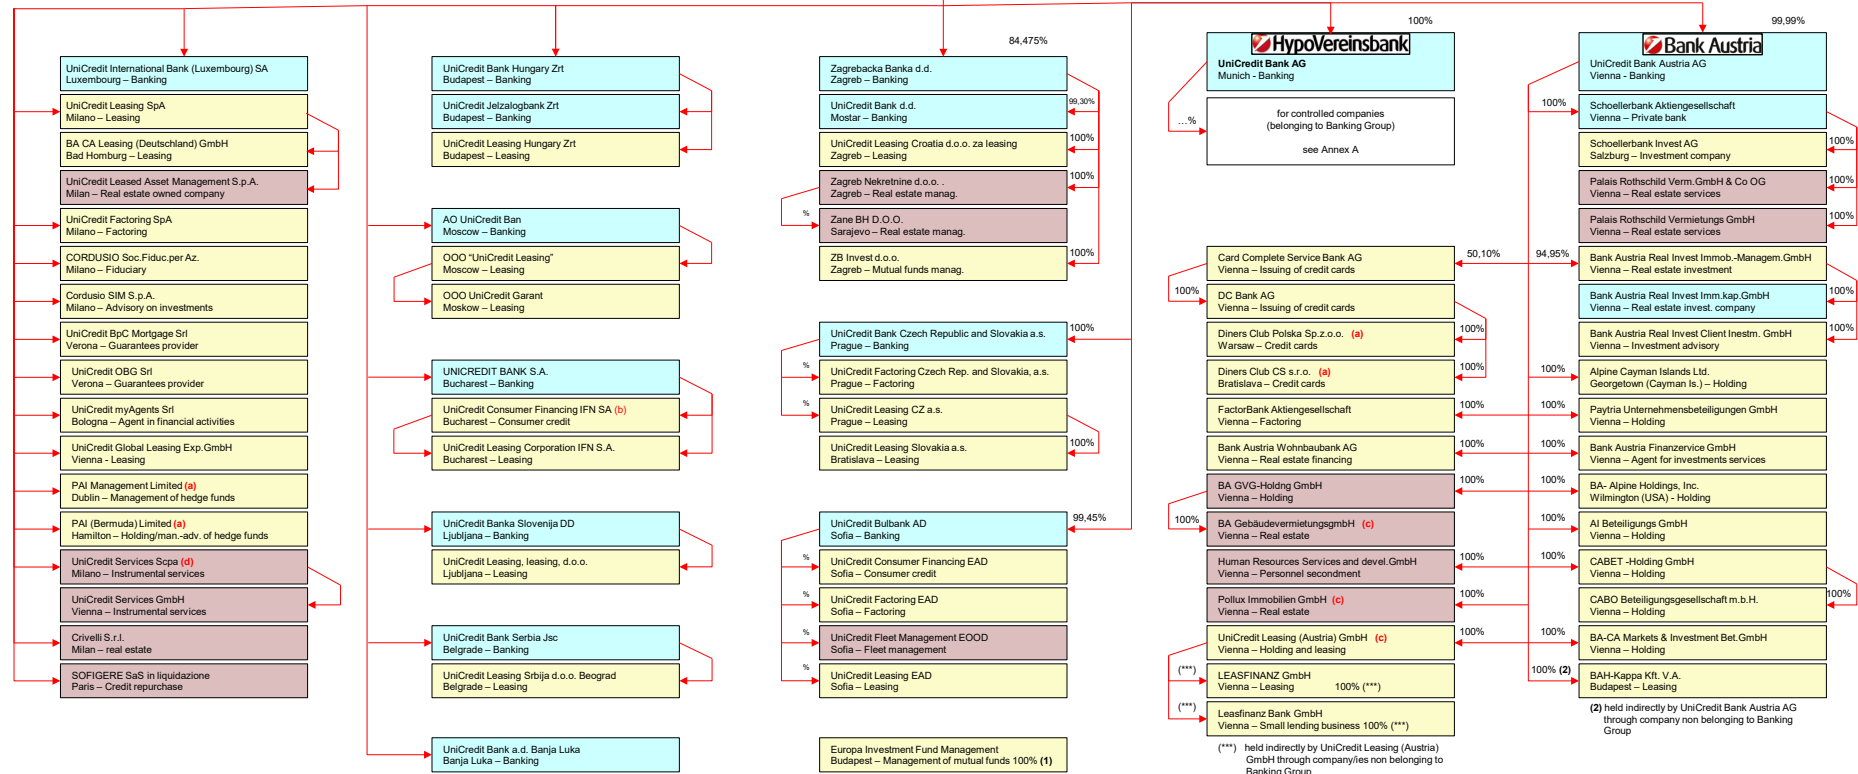 UniCredit International Bank (Luxembourg) SA
Luxembourg – Banking
UniCredit Leasing SpA
Milano – Leasing
BA CA Leasing (Deutschland) GmbH
Bad Homburg – Leasing
UniCredit Leased Asset Management S.p.A.
Milan – Real estate owned company
UniCredit Factoring SpA
Milano – Factoring
CORDUSIO Soc.Fiduc.per Az.
Milano – Fiduciary
Cordusio SIM S.p.A.
Milano – Advisory on investments
UniCredit BpC Mortgage Srl
Verona – Guarantees provider
UniCredit OBG Srl
Verona – Guarantees provider
UniCredit myAgents Srl
Bologna – Agent in financial activities
UniCredit Global Leasing Exp.GmbH
Vienna - Leasing
PAI Management Limited (a)
Dublin – Management of hedge funds
PAI (Bermuda) Limited (a)
Hamilton – Holding/man.-adv. of hedge funds
UniCredit Services Scpa (d)
Milano – Instrumental services
UniCredit Services GmbH
Vienna – Instrumental services
Crivelli S.r.l.
Milan – real estate
SOFIGERE SaS in liquidazione
Paris – Credit repurchase
UniCredit Bank Hungary Zrt
Budapest – Banking
UniCredit Jelzalogbank Zrt
Budapest – Banking
UniCredit Leasing Hungary Zrt
Budapest – Leasing
AO UniCredit Ban
Moscow – Banking
OOO “UniCredit Leasing”
Moscow – Leasing
OOO UniCredit Garant
Moskow – Leasing
UNICREDIT BANK S.A.
Bucharest – Banking
UniCredit Consumer Financing IFN SA (b)
Bucharest – Consumer credit
UniCredit Leasing Corporation IFN S.A.
Bucharest – Leasing
UniCredit Banka Slovenija DD
Ljubljana – Banking
UniCredit Leasing, leasing, d.o.o.
Ljubljana – Leasing
UniCredit Bank Serbia Jsc
Belgrade – Banking
UniCredit Leasing Srbija d.o.o. Beograd
Belgrade – Leasing
UniCredit Bank a.d. Banja Luka
Banja Luka – Banking
84,475%
Zagrebacka Banka d.d.
Zagreb – Banking
UniCredit Bank d.d.
Mostar – Banking
99,30%
UniCredit Leasing Croatia d.o.o. za leasing
Zagreb – Leasing
100%
Zagreb Nekretnine d.o.o. .
Zagreb – Real estate manag.
100%
%
Zane BH D.O.O.
Sarajevo – Real estate manag.
ZB Invest d.o.o.
Zagreb – Mutual funds manag.
100%
UniCredit Bank Czech Republic and Slovakia a.s.
Prague – Banking
100%
%
UniCredit Factoring Czech Rep. and Slovakia, a.s.
Prague – Factoring
%
UniCredit Leasing CZ a.s.
Prague – Leasing
UniCredit Leasing Slovakia a.s.
Bratislava – Leasing
100%
UniCredit Bulbank AD
Sofia – Banking
99,45%
%
UniCredit Consumer Financing EAD
Sofia – Consumer credit
%
UniCredit Factoring EAD
Sofia – Factoring
%
UniCredit Fleet Management EOOD
Sofia – Fleet management
%
UniCredit Leasing EAD
Sofia – Leasing
Europa Investment Fund Management
Budapest – Management of mutual funds 100% (1)
100%
HypoVereinsbank
UniCredit Bank AG
Munich - Banking
...%
for controlled companies
(belonging to Banking Group)
see Annex A
Card Complete Service Bank AG
Vienna – Issuing of credit cards
50,10%
100%
DC Bank AG
Vienna – Issuing of credit cards
Diners Club Polska Sp.z.o.o. (a)
Warsaw – Credit cards
100%
Diners Club CS s.r.o. (a)
Bratislava – Credit cards
100%
FactorBank Aktiengesellschaft
Vienna – Factoring
100%
Bank Austria Wohnbaubank AG
Vienna – Real estate financing
100%
BA GVG-Holdng GmbH
Vienna – Holding
100%
100%
BA GebäudevermietungsgmbH (c)
Vienna – Real estate
Human Resources Services and devel.GmbH
Vienna – Personnel secondment
100%
Pollux Immobilien GmbH (c)
Vienna – Real estate
100%
UniCredit Leasing (Austria) GmbH (c)
Vienna – Holding and leasing
100%
(***)
LEASFINANZ GmbH
Vienna – Leasing 100% (***)
(***)
Leasfinanz Bank GmbH
Vienna – Small lending business 100% (***)
(***) held indirectly by UniCredit Leasing (Austria)
GmbH through company/ies non belonging to
Banking Group
99,99%
Bank Austria
UniCredit Bank Austria AG
Vienna - Banking
100%
Schoellerbank Aktiengesellschaft
Vienna – Private bank
Schoellerbank Invest AG
Salzburg – Investment company
100%
Palais Rothschild Verm.GmbH & Co OG
Vienna – Real estate services
100%
Palais Rothschild Vermietungs GmbH
Vienna – Real estate services
100%
94,95%
Bank Austria Real Invest Immob.-Managem.GmbH
Vienna – Real estate investment
Bank Austria Real Invest Imm.kap.GmbH
Vienna – Real estate invest. company
100%
Bank Austria Real Invest Client Inestm. GmbH
Vienna – Investment advisory
100%
100%
Alpine Cayman Islands Ltd.
Georgetown (Cayman Is.) – Holding
100%
Paytria Unternehmensbeteiligungen GmbH
Vienna – Holding
100%
Bank Austria Finanzervice GmbH
Vienna – Agent for investments services
100%
BA- Alpine Holdings, Inc.
Wilmington (USA) - Holding
100%
AI Beteiligungs GmbH
Vienna – Holding
100%
CABET -Holding GmbH
Vienna – Holding
CABO Beteiligungsgesellschaft m.b.H.
Vienna – Holding
100%
100%
BA-CA Markets & Investment Bet.GmbH
Vienna – Holding
100% (2)
BAH-Kappa Kft. V.A.
Budapest – Leasing
(2) held indirectly by UniCredit Bank Austria AG
through company non belonging to Banking
Group